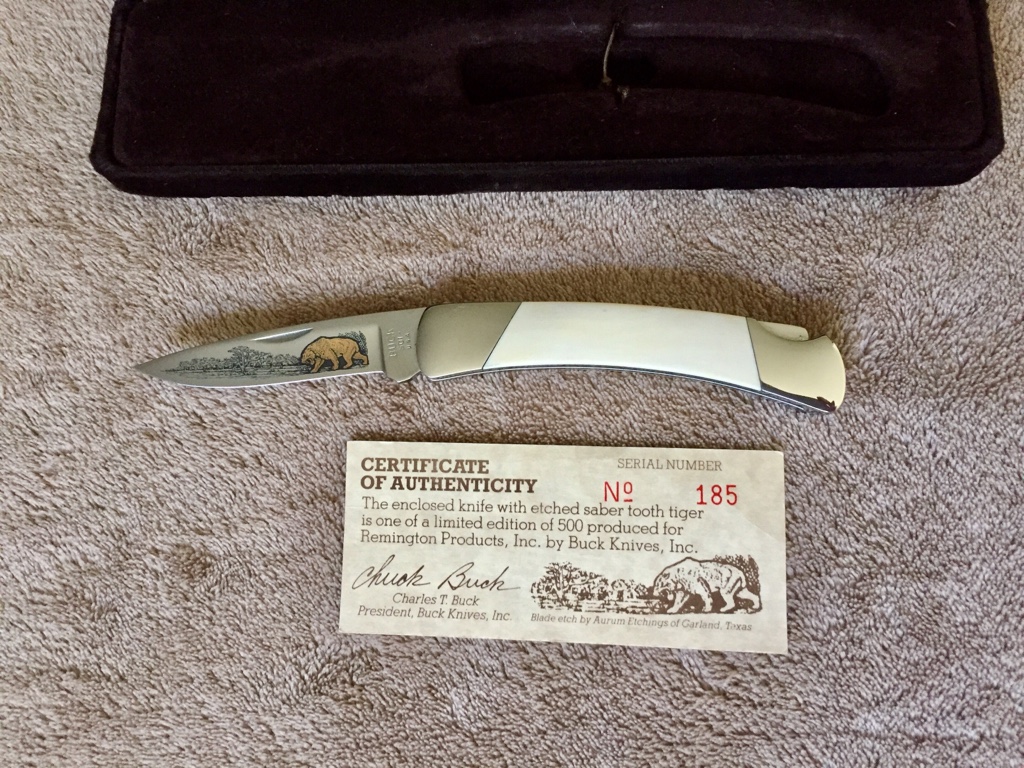 BUCK
CERTIFICATE
OF AUTHENTICITY
SERIAL NUMBER
Nº 185
The enclosed knife with etched saber tooth tiger
is one of a limited edition of 500 produced for
Remington Products, Inc. by Buck Knives, Inc.
Chuck Buck
Charles T. Buck
President, Buck Knives, Inc.
Blade etch by Aurum Etchings of Garland, Texas